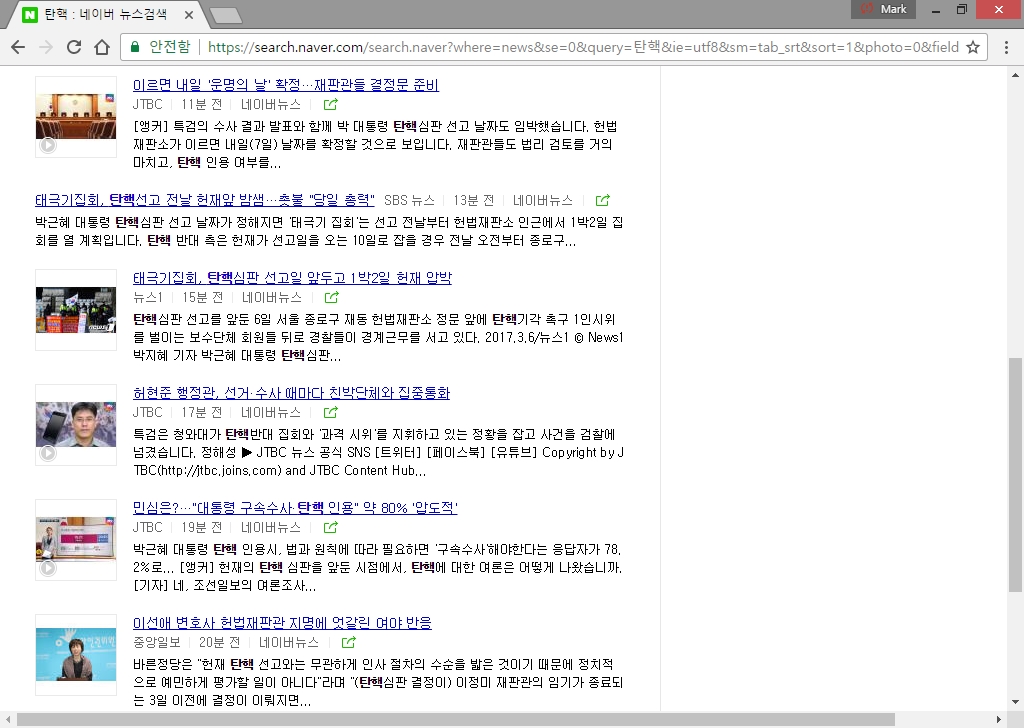 탄핵 : 네이버 뉴스검색
Mark
안전함 https://search.naver.com/search.naver?where=news&se=0&query=탄핵&ie=utf8&sm=tab_srt&sort=1&photo=0&field
이르면 내일 '운명의 날' 확정…재판관들 결정문 준비
JTBC 11분 전 네이버뉴스
[앵커] 특검의 수사 결과 발표와 함께 박 대통령 탄핵심판 선고 날짜도 임박했습니다. 헌법
재판소가 이르면 내일(7일) 날짜를 확정할 것으로 보입니다. 재판관들도 법리 검토를 거의
마치고, 탄핵 인용 여부를...
태극기집회, 탄핵선고 전날 헌재앞 밤샘…촛불 "당일 총력" SBS 뉴스 13분 전 네이버뉴스
박근혜 대통령 탄핵심판 선고 날짜가 정해지면 '태극기 집회'는 선고 전날부터 헌법재판소 인근에서 1박2일 집
회를 열 계획입니다. 탄핵 반대 측은 헌재가 선고일을 오는 10일로 잡을 경우 전날 오전부터 종로구...
태극기집회, 탄핵심판 선고일 앞두고 1박2일 헌재 압박
뉴스1 15분 전 네이버뉴스
탄핵심판 선고를 앞둔 6일 서울 종로구 재동 헌법재판소 정문 앞에 탄핵기각 촉구 1인시위
를 벌이는 보수단체 회원들 뒤로 경찰들이 경계근무를 서고 있다. 2017.3.6/뉴스1 © News1
박지혜 기자 박근혜 대통령 탄핵심판...
허현준 행정관, 선거·수사 때마다 친박단체와 집중통화
JTBC 17분 전 네이버뉴스
특검은 청와대가 탄핵반대 집회와 '과격 시위'를 지휘하고 있는 정황을 잡고 사건을 검찰에
넘겼습니다. 정해성 ▶ JTBC 뉴스 공식 SNS [트위터] [페이스북] [유튜브] Copyright by J
TBC(http://jtbc.joins.com) and JTBC Content Hub...
민심은?…"대통령 구속수사·탄핵 인용" 약 80% '압도적'
JTBC 19분 전 네이버뉴스
박근혜 대통령 탄핵 인용시, 법과 원칙에 따라 필요하면 '구속수사'해야한다는 응답자가 78.
2%로... [앵커] 헌재의 탄핵 심판을 앞둔 시점에서, 탄핵에 대한 여론은 어떻게 나왔습니까.
[기자] 네, 조선일보의 여론조사...
이선애 변호사 헌법재판관 지명에 엇갈린 여야 반응
중앙일보 20분 전 네이버뉴스
바른정당은 "헌재 탄핵 선고와는 무관하게 인사 절차의 수순을 밟은 것이기 때문에 정치적
으로 예민하게 평가할 일이 아니다"라며 "(탄핵심판 결정이) 이정미 재판관의 임기가 종료되
는 3일 이전에 결정이 이뤄지면...